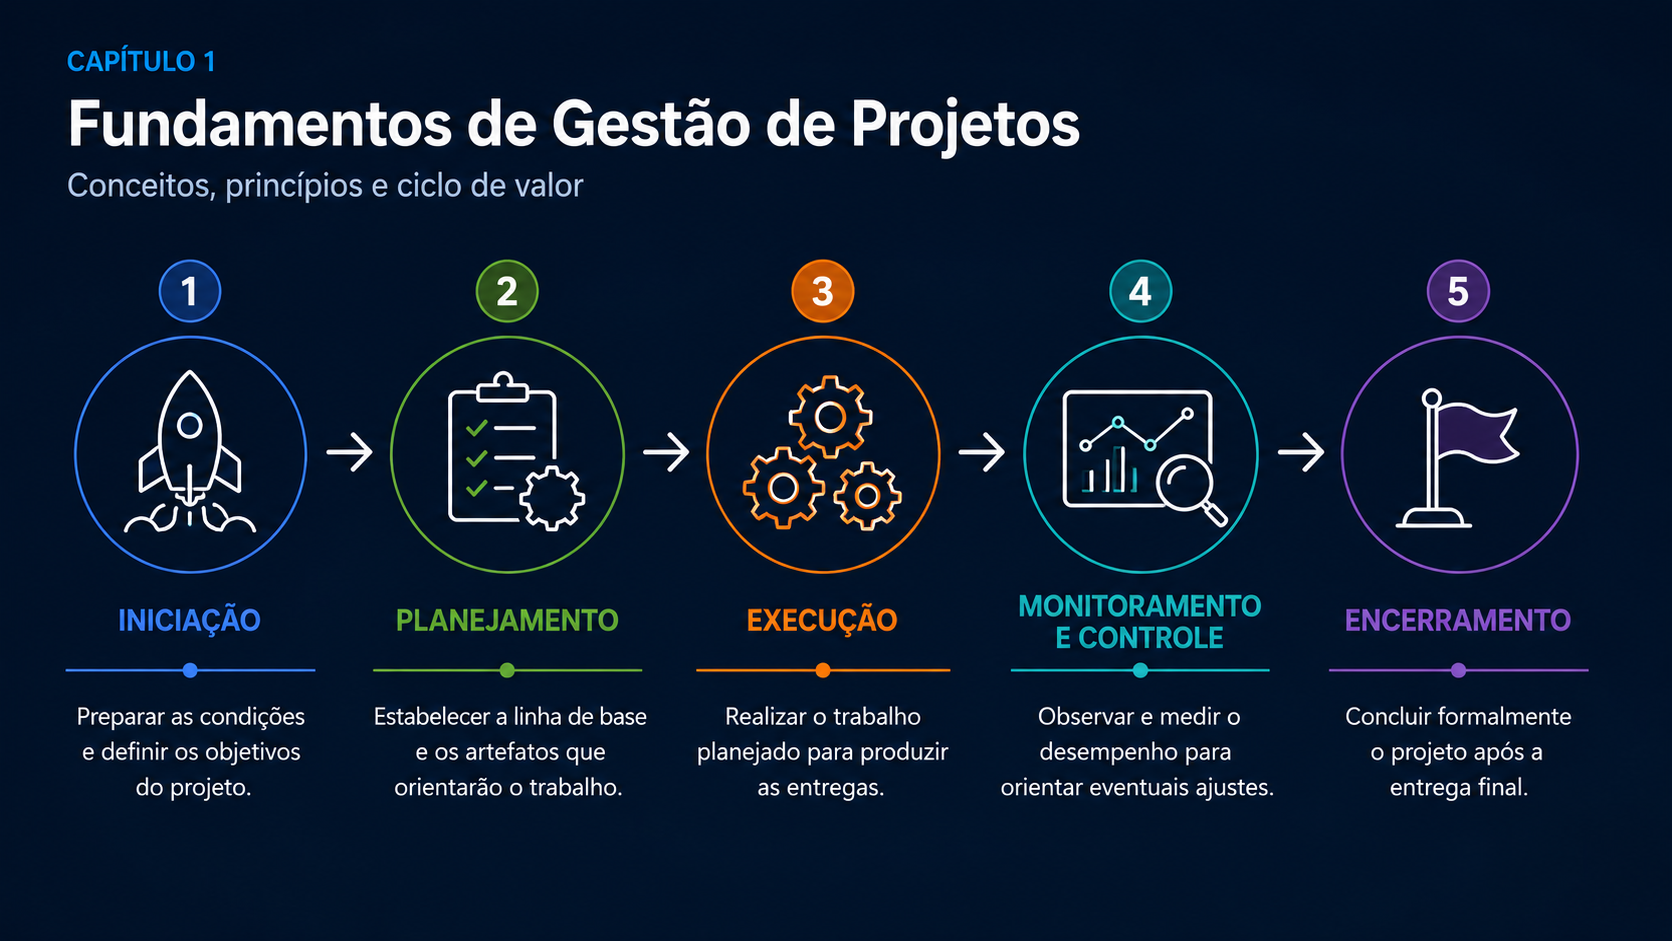 CAPÍTULO 1
Fundamentos de Gestão de Projetos
Conceitos, princípios e ciclo de valor
1
2
3
4
5
INICIAÇÃO
PLANEJAMENTO
EXECUÇÃO
MONITORAMENTO
E CONTROLE
ENCERRAMENTO
Preparar as condições
e definir os objetivos
do projeto.
Estabelecer a linha de base
e os artefatos que
orientarão o trabalho.
Realizar o trabalho
planejado para produzir
as entregas.
Observar e medir o
desempenho para
orientar eventuais ajustes.
Concluir formalmente
o projeto após a
entrega final.